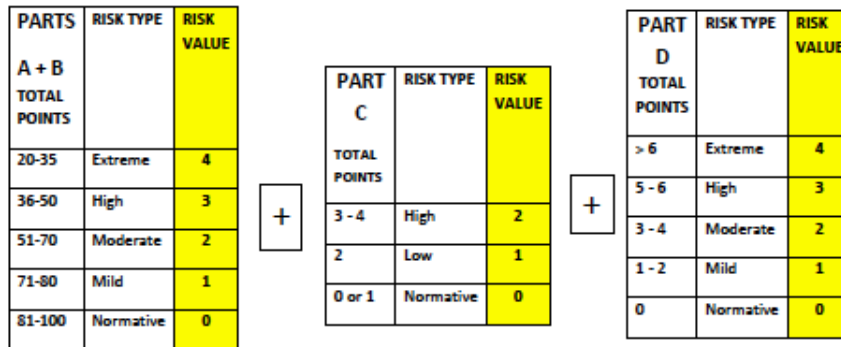 PARTS RISK TYPE RISK
VALUE
A + B
TOTAL
POINTS
20-35 Extreme 4
36-50 High 3
51-70 Moderate 2
71-80 Mild 1
81-100 Normative 0
+
PART RISK TYPE RISK
C VALUE
TOTAL
POINTS
3 - 4 High 2
2 Low 1
0 or 1 Normative 0
+
PART RISK TYPE RISK
D VALUE
TOTAL
POINTS
> 6 Extreme 4
5 - 6 High 3
3 - 4 Moderate 2
1 - 2 Mild 1
0 Normative 0